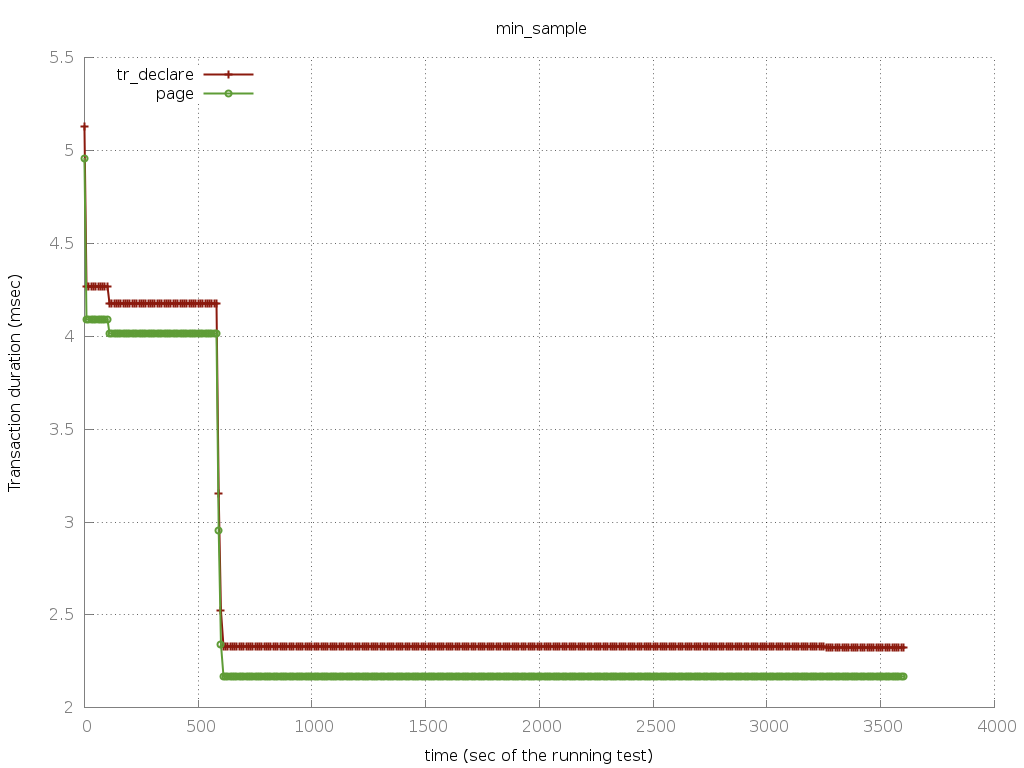 min_sample
5.5
5
4.5
4
3.5
3
2.5
2
tr_declare
page
Transaction duration (msec)
0 500 1000 1500 2000 2500 3000 3500 4000
time (sec of the running test)